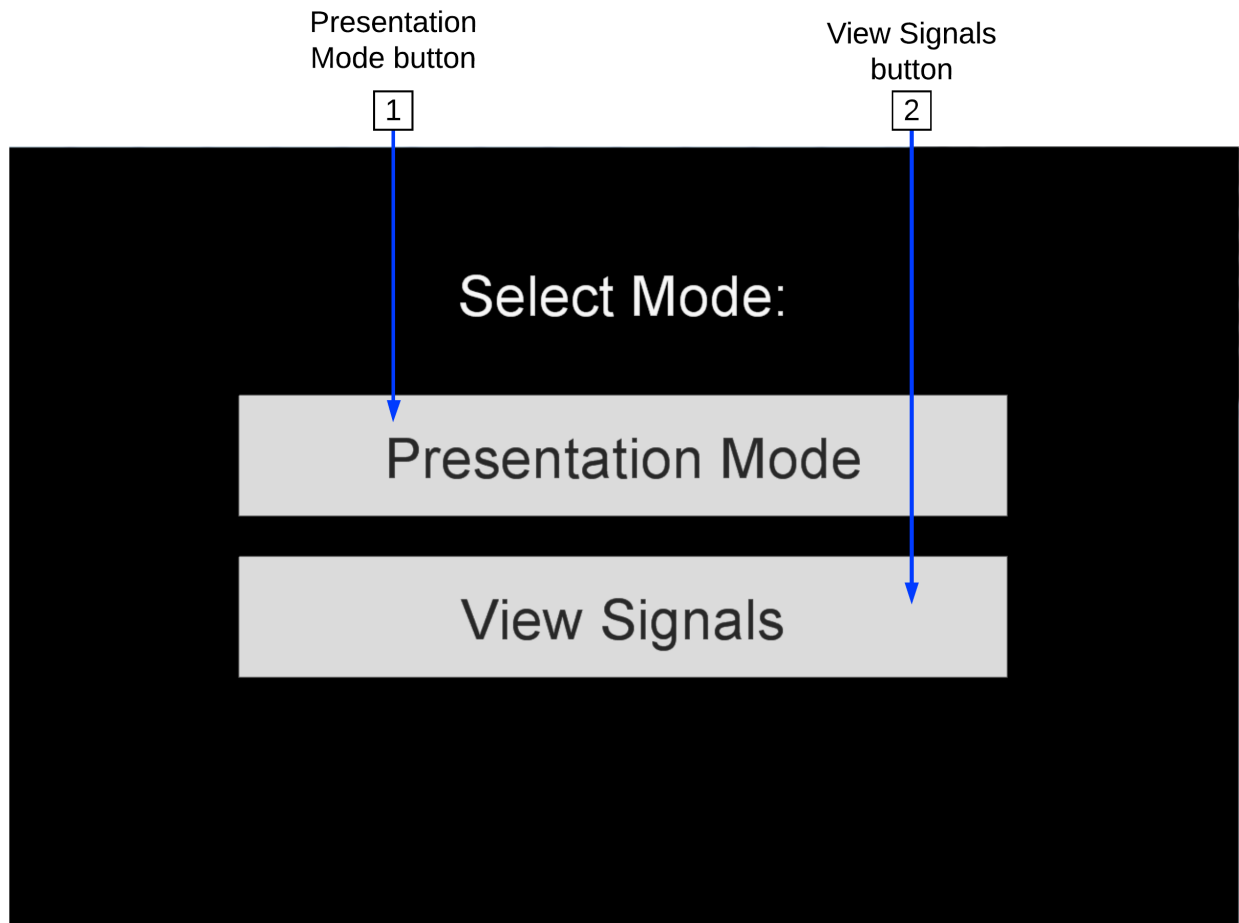 Presentation
Mode button
1
View Signals
button
2
Select Mode:
Presentation Mode
View Signals